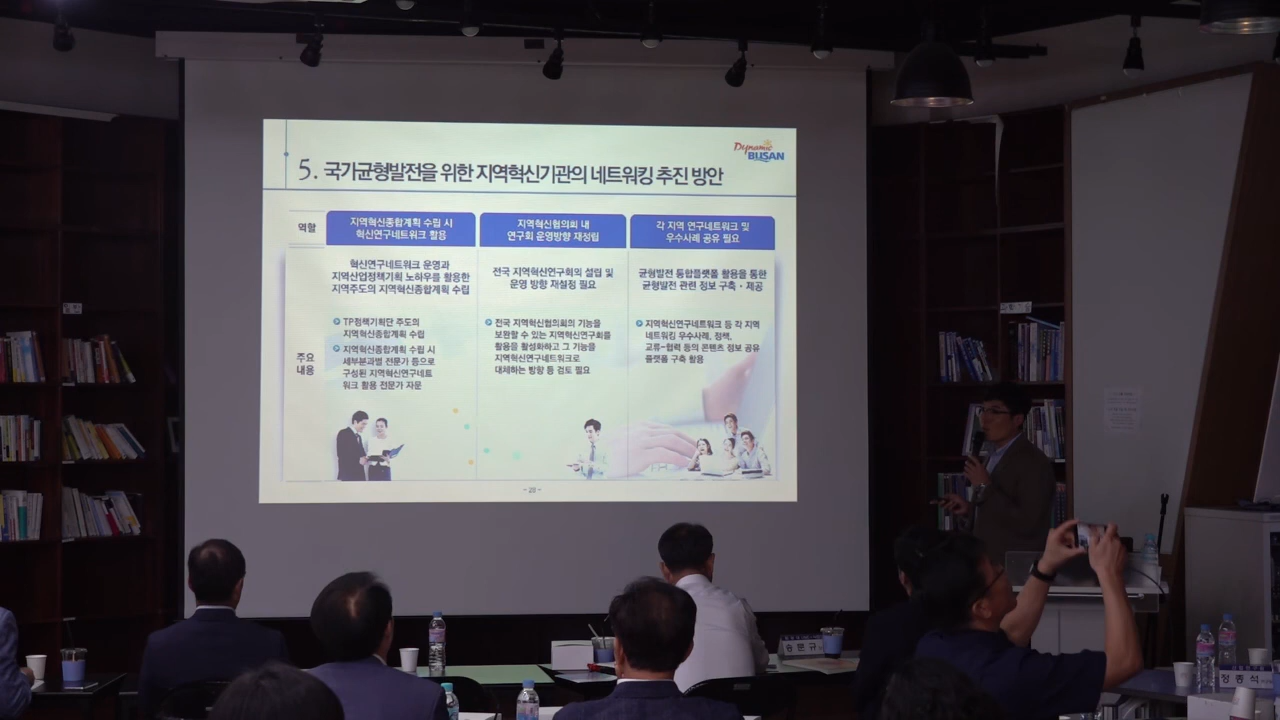 Dynamic
BUSAN
5. 국가균형발전을 위한 지역혁신기관의 네트워킹 추진 방안
역할
지역혁신종합계획 수립 시
혁신연구네트워크 활용
지역혁신협의회 내
연구회 운영방향 재정립
각 지역 연구네트워크 및
우수사례 공유 필요
혁신연구네트워크 운영과
지역산업정책기획 노하우를 활용한
지역주도의 지역혁신종합계획 수립
전국 지역혁신연구회의 설립 및
운영 방향 재설정 필요
균형발전 통합플랫폼 활용을 통한
균형발전 관련 정보 구축·제공
주요
내용
TP정책기획단 주도의
지역혁신종합계획 수립
지역혁신종합계획 수립 시
세부분과별 전문가 등으로
구성된 지역혁신연구네트
워크 활용 전문가 자문
전국 지역혁신협의회의 기능을
보완할 수 있는 지역혁신연구회를
활용을 활성화하고 그 기능을
지역혁신연구네트워크로
대체하는 방향 등 검토 필요
지역혁신연구네트워크 등 각 지역
네트워킹 우수사례, 정책,
교류-협력 등의 콘텐츠 정보 공유
플랫폼 구축 활용
- 20 -
송문규
정종석